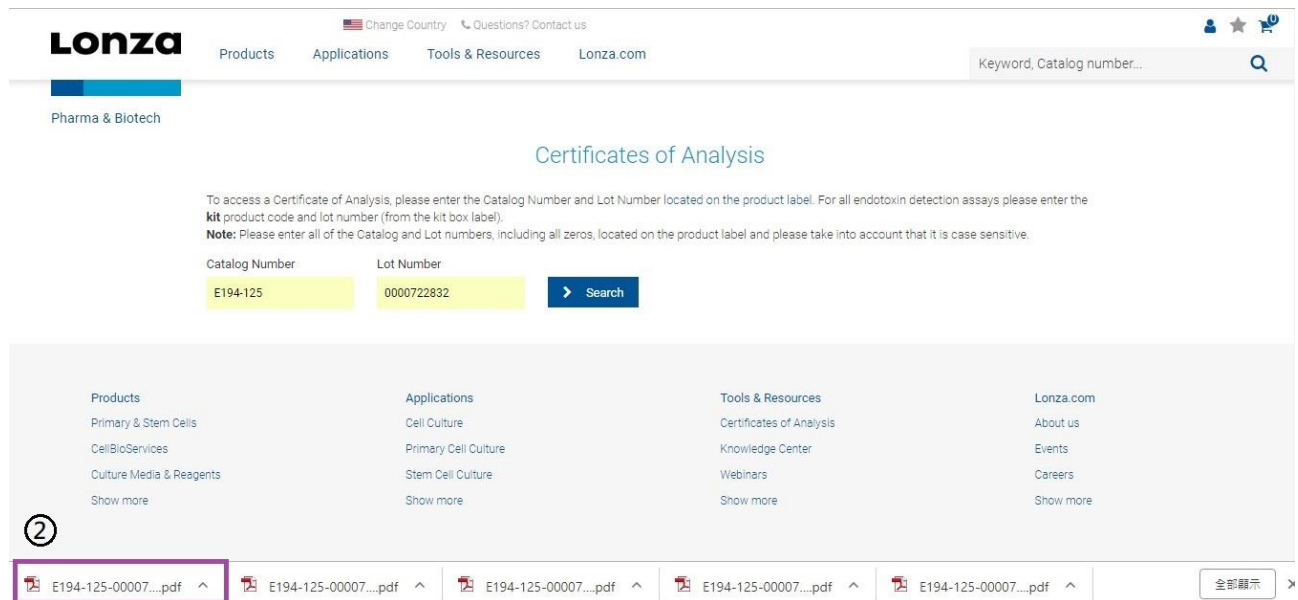 Change Country Questions? Contact us
Lonza
Products Applications Tools & Resources Lonza.com
0
Keyword, Catalog number...
Pharma & Biotech
Certificates of Analysis
To access a Certificate of Analysis, please enter the Catalog Number and Lot Number located on the product label. For all endotoxin detection assays please enter the
kit product code and lot number (from the kit box label).
Note: Please enter all of the Catalog and Lot numbers, including all zeros, located on the product label and please take into account that it is case sensitive.
Catalog Number Lot Number
E194-125 0000722832 Search
Products Applications Tools & Resources Lonza.com
Primary & Stem Cells Cell Culture Certificates of Analysis About us
CellBioServices Primary Cell Culture Knowledge Center Events
Culture Media & Reagents Stem Cell Culture Webinars Careers
Show more Show more Show more Show more
②
E194-125-00007....pdf E194-125-00007....pdf E194-125-00007....pdf E194-125-00007....pdf E194-125-00007....pdf 全部顯示